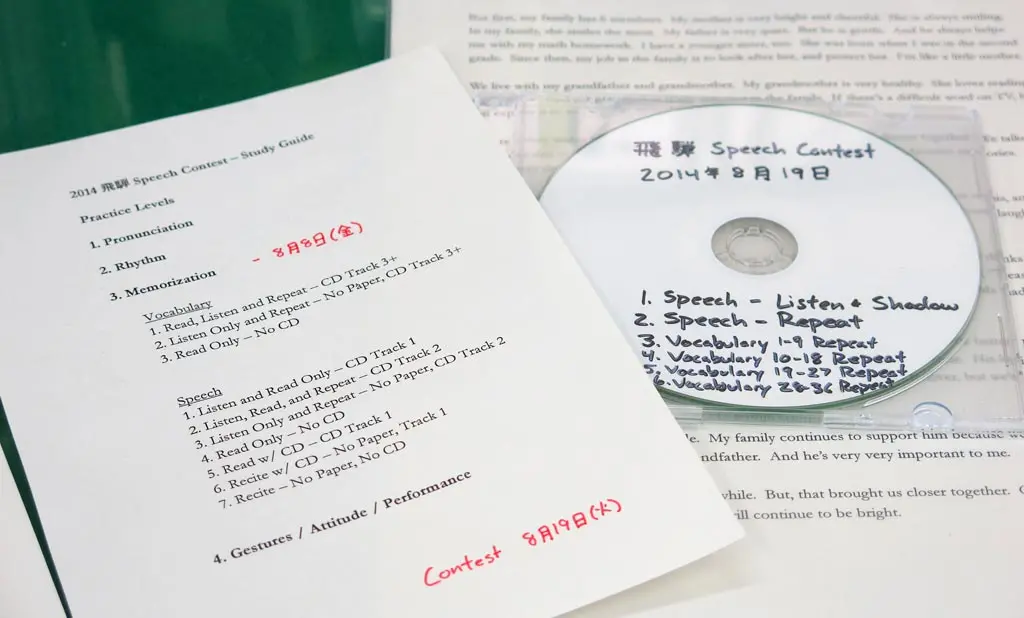 2014 飛騨 Speech Contest – Study Guide
Practice Levels
1. Pronunciation
2. Rhythm
3. Memorization - 8月8日(金)
Vocabulary
1. Read, Listen and Repeat – CD Track 3+
2. Listen Only and Repeat – No Paper, CD Track 3+
3. Read Only – No CD
Speech
1. Listen and Read Only – CD Track 1
2. Listen, Read, and Repeat – CD Track 2
3. Listen Only and Repeat – No Paper, CD Track 2
4. Read Only – No CD
5. Read w/ CD – CD Track 1
6. Recite w/ CD – No Paper, Track 1
7. Recite – No Paper, No CD
4. Gestures / Attitude / Performance
Contest 8月19日(火)
飛騨 Speech Contest
2014年8月19日
1. Speech - Listen & Shadow
2. Speech - Repeat
3. Vocabulary 1-9 Repeat
4. Vocabulary 10-18 Repeat
5. Vocabulary 19-27 Repeat
6. Vocabulary 28-36 Repeat
But first, my family has 6 members. My mother is very bright and cheerful. She is always smiling.
In my family, she makes the most. My father is very quiet. But he is gentle. And he always helps
me with my math homework. I have a younger sister, too. She was born when I was in the second
grade. Since then, my job in the family is to look after her, and protect her. I'm like a little mother.
We live with my grandfather and grandmother. My grandmother is very healthy. She loves reading
the family. If there's a difficult word on TV,
le. My family continues to support him because we
ndfather. And he's very very important to me.
while. But, that brought us closer together.
ill continue to be bright.